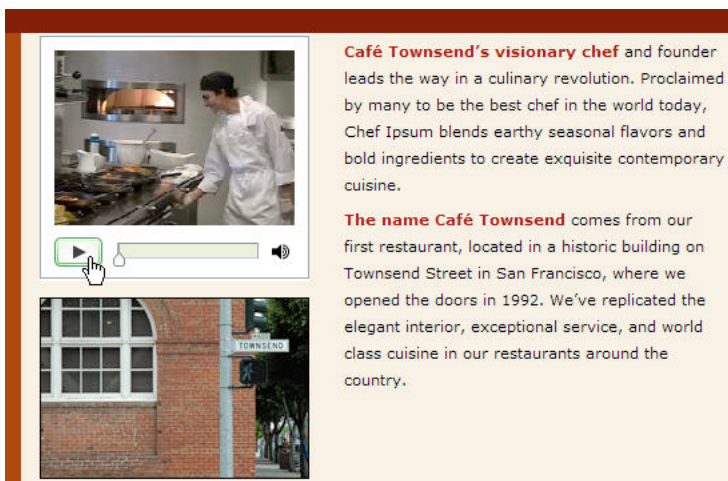 Café Townsend’s visionary chef and founder
leads the way in a culinary revolution. Proclaimed
by many to be the best chef in the world today,
Chef Ipsum blends earthy seasonal flavors and
bold ingredients to create exquisite contemporary
cuisine.
The name Café Townsend comes from our
first restaurant, located in a historic building on
Townsend Street in San Francisco, where we
opened the doors in 1992. We’ve replicated the
elegant interior, exceptional service, and world
class cuisine in our restaurants around the
country.
TOWNSEND